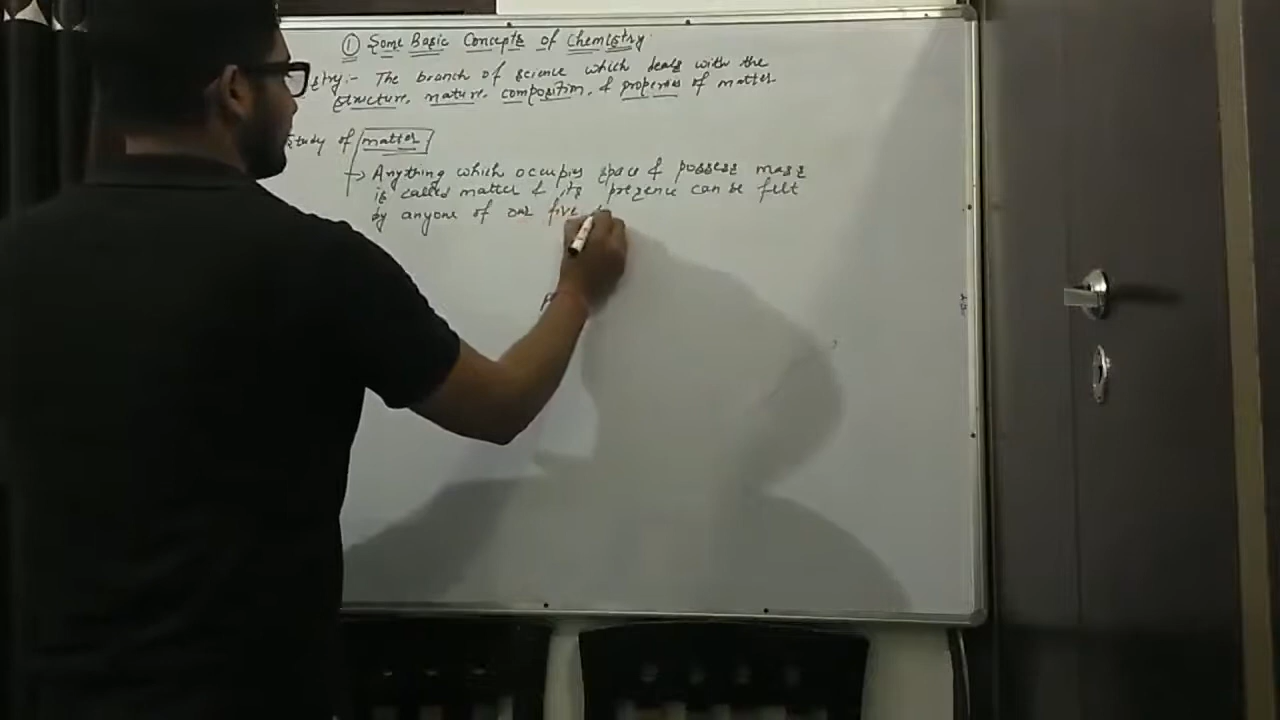 ① Some Basic Concepts of Chemistry
stry:- The branch of science which deals with the
structure, nature, composition, & properties of matter
Study of matter
→ Anything which occupies space & possess mass
is called matter & its presence can be felt
by anyone of our five